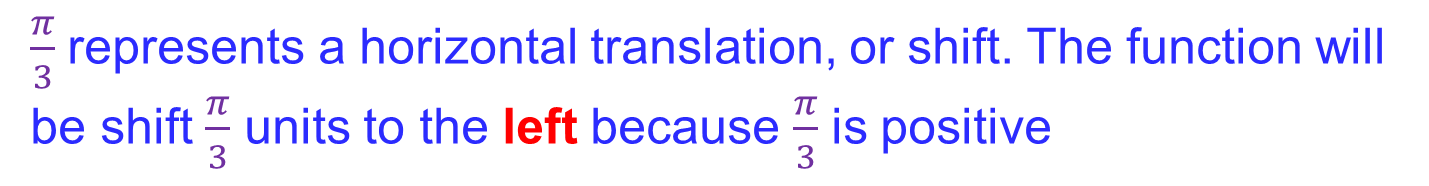 π/3 represents a horizontal translation, or shift. The function will
be shift π/3 units to the left because π/3 is positive